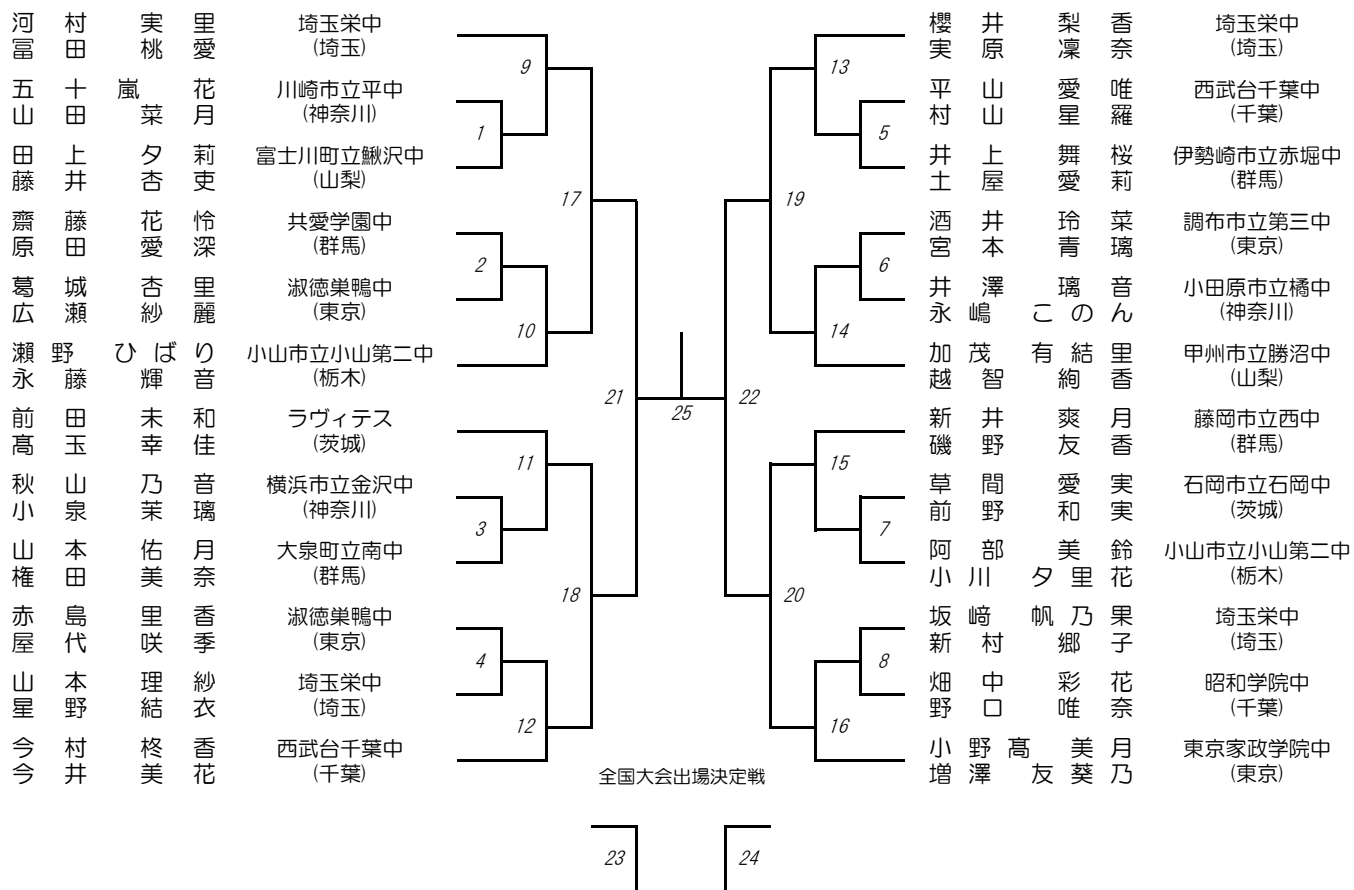 河村実里 埼玉栄中
冨田桃愛 (埼玉)
五十嵐花 川崎市立平中
山田菜月 (神奈川)
田上夕莉 富士川町立鰍沢中
藤井杏吏 (山梨)
齋藤花怜 共愛学園中
原田愛深 (群馬)
葛城杏里 淑徳巣鴨中
広瀬紗麗 (東京)
瀬野ひばり 小山市立小山第二中
永藤輝音 (栃木)
前田未和 ラヴィテス
髙玉幸佳 (茨城)
秋山乃音 横浜市立金沢中
小泉茉璃 (神奈川)
山本佑月 大泉町立南中
権田美奈 (群馬)
赤島里香 淑徳巣鴨中
屋代咲季 (東京)
山本理紗 埼玉栄中
星野結衣 (埼玉)
今村柊香 西武台千葉中
今井美花 (千葉)
9
1
17
2
10
21
11
3
18
4
12
25
13
5
19
6
14
22
15
7
20
8
16
櫻井梨香 埼玉栄中
実原凜奈 (埼玉)
平山愛唯 西武台千葉中
村山星羅 (千葉)
井上舞桜 伊勢崎市立赤堀中
土屋愛莉 (群馬)
酒井玲菜 調布市立第三中
宮本青璃 (東京)
井澤璃音 小田原市立橘中
永嶋このん (神奈川)
加茂有結里 甲州市立勝沼中
越智絢香 (山梨)
新井爽月 藤岡市立西中
磯野友香 (群馬)
草間愛実 石岡市立石岡中
前野和実 (茨城)
阿部美鈴 小山市立小山第二中
小川夕里花 (栃木)
坂﨑帆乃果 埼玉栄中
新村郷子 (埼玉)
畑中彩花 昭和学院中
野口唯奈 (千葉)
小野髙美月 東京家政学院中
増澤友葵乃 (東京)
全国大会出場決定戦
23
24